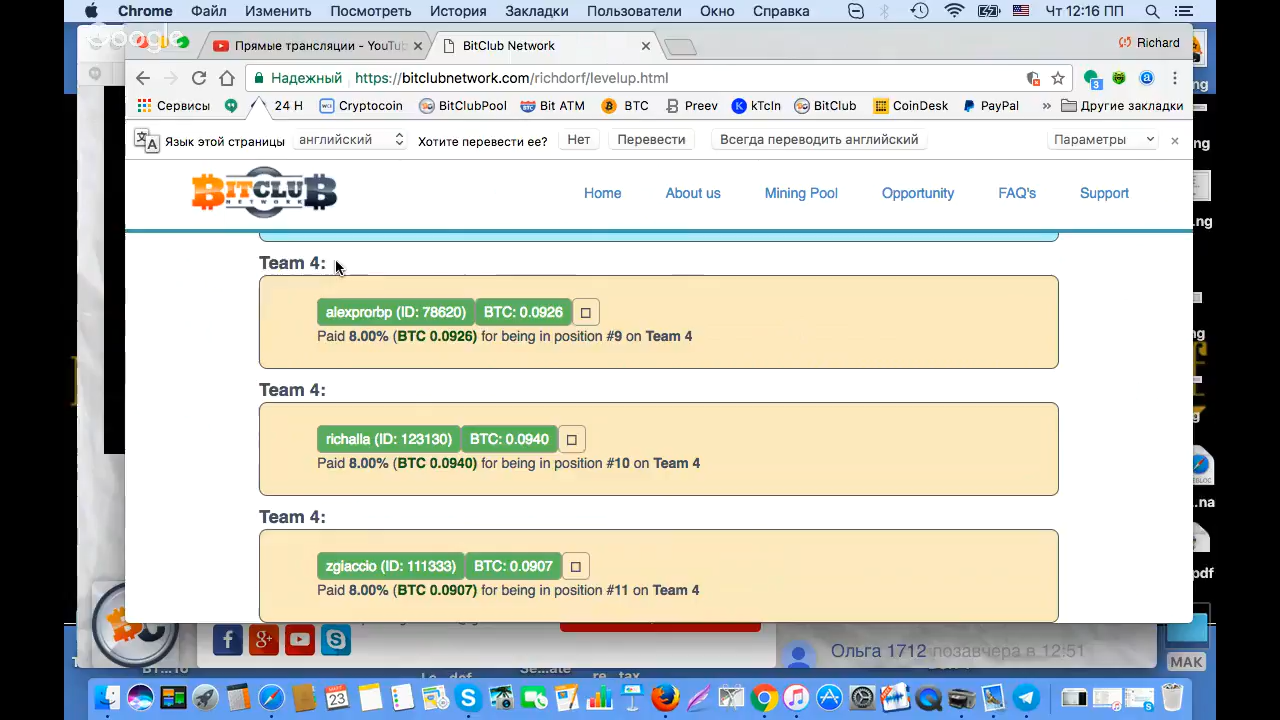 Chrome Файл Изменить Посмотреть История Закладки Пользователи Окно Справка Чт 12:16 ПП
Google
Прямые трансляции - YouTub × BitClub Network × Richard
Надежный https://bitclubnetwork.com/richdorf/levelup.html 3
Сервисы 24 H Cryptocoin BitClubPo Bit ATM BTC Preev kTcIn BitClub CoinDesk PayPal » Другие закладки
Язык этой страницы английский Хотите перевести ее? Нет Перевести Всегда переводить английский Параметры ×
BITCLUB NETWORK
Home About us Mining Pool Opportunity FAQ's Support
Team 4:
alexprorbp (ID: 78620) BTC: 0.0926
Paid 8.00% (BTC 0.0926) for being in position #9 on Team 4
Team 4:
richalla (ID: 123130) BTC: 0.0940
Paid 8.00% (BTC 0.0940) for being in position #10 on Team 4
Team 4:
zgiaccio (ID: 111333) BTC: 0.0907
Paid 8.00% (BTC 0.0907) for being in position #11 on Team 4
Ольга 1712 позавчера в 12:51
МАК